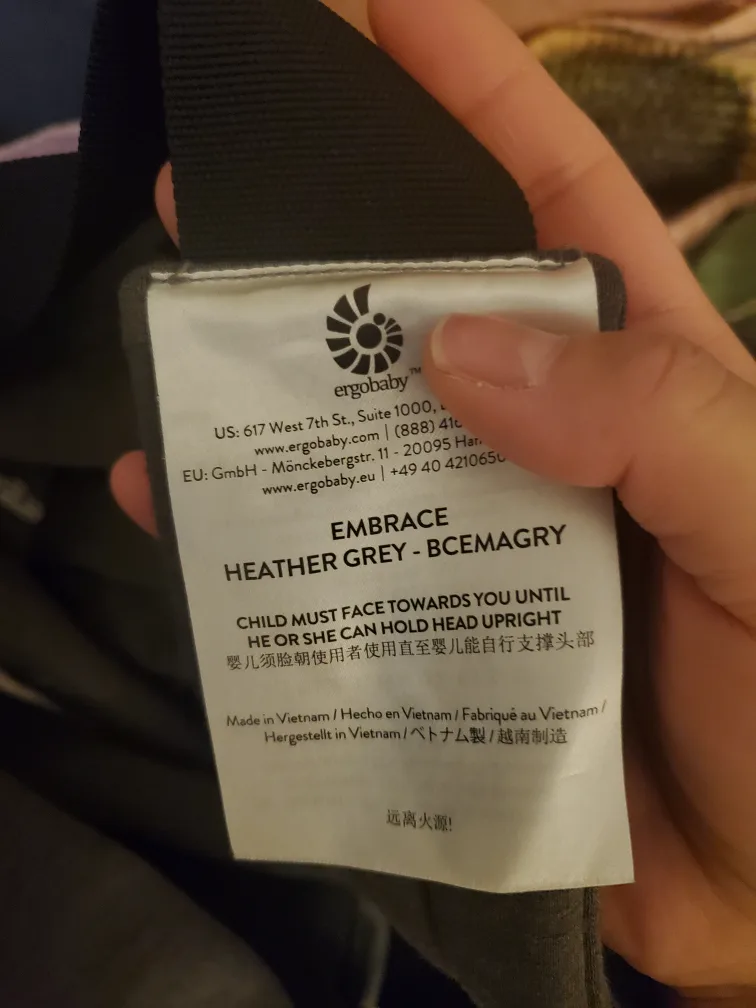 ergobaby™
US: 617 West 7th St., Suite 1000,
www.ergobaby.com | (888) 41
EU: GmbH - Mönckebergstr. 11 - 20095 Ha
www.ergobaby.eu | +49 40 421065
EMBRACE
HEATHER GREY - BCEMAGRY
CHILD MUST FACE TOWARDS YOU UNTIL
HE OR SHE CAN HOLD HEAD UPRIGHT
婴儿须脸朝使用者使用直至婴儿能自行支撑头部
Made in Vietnam / Hecho en Vietnam / Fabriqué au Vietnam /
Hergestellt in Vietnam / ベトナム製 / 越南制造
远离火源!